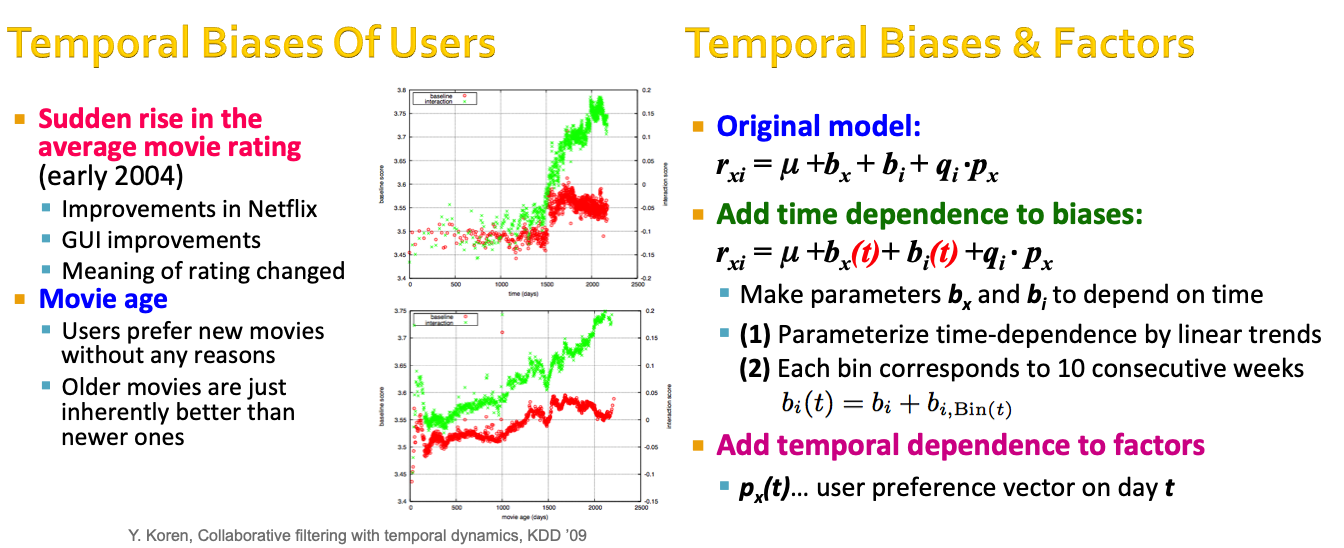 Temporal Biases Of Users
Sudden rise in the
average movie rating
(early 2004)
Improvements in Netflix
GUI improvements
Meaning of rating changed
Movie age
Users prefer new movies
without any reasons
Older movies are just
inherently better than
newer ones
baseline
interaction
3.8
3.75
3.7
3.65
3.6
3.55
3.5
3.45
3.4
0.2
0.15
0.1
0.05
0
-0.05
-0.1
-0.15
-0.2
baseline score
interaction score
0 500 1000 1500 2000 2500
time (days)
baseline
interaction
3.75
3.7
3.65
3.6
3.55
3.5
3.45
3.4
0.2
0.15
0.1
0.05
0
-0.05
-0.1
-0.15
baseline score
interaction score
0 500 1000 1500 2000 2500
movie age (days)
Y. Koren, Collaborative filtering with temporal dynamics, KDD ’09
Temporal Biases & Factors
Original model:
r_xi = μ +b_x + b_i + q_i ·p_x
Add time dependence to biases:
r_xi = μ +b_x(t)+ b_i(t) +q_i · p_x
Make parameters b_x and b_i to depend on time
(1) Parameterize time-dependence by linear trends
(2) Each bin corresponds to 10 consecutive weeks
b_i(t) = b_i + b_i,Bin(t)
Add temporal dependence to factors
p_x(t)… user preference vector on day t